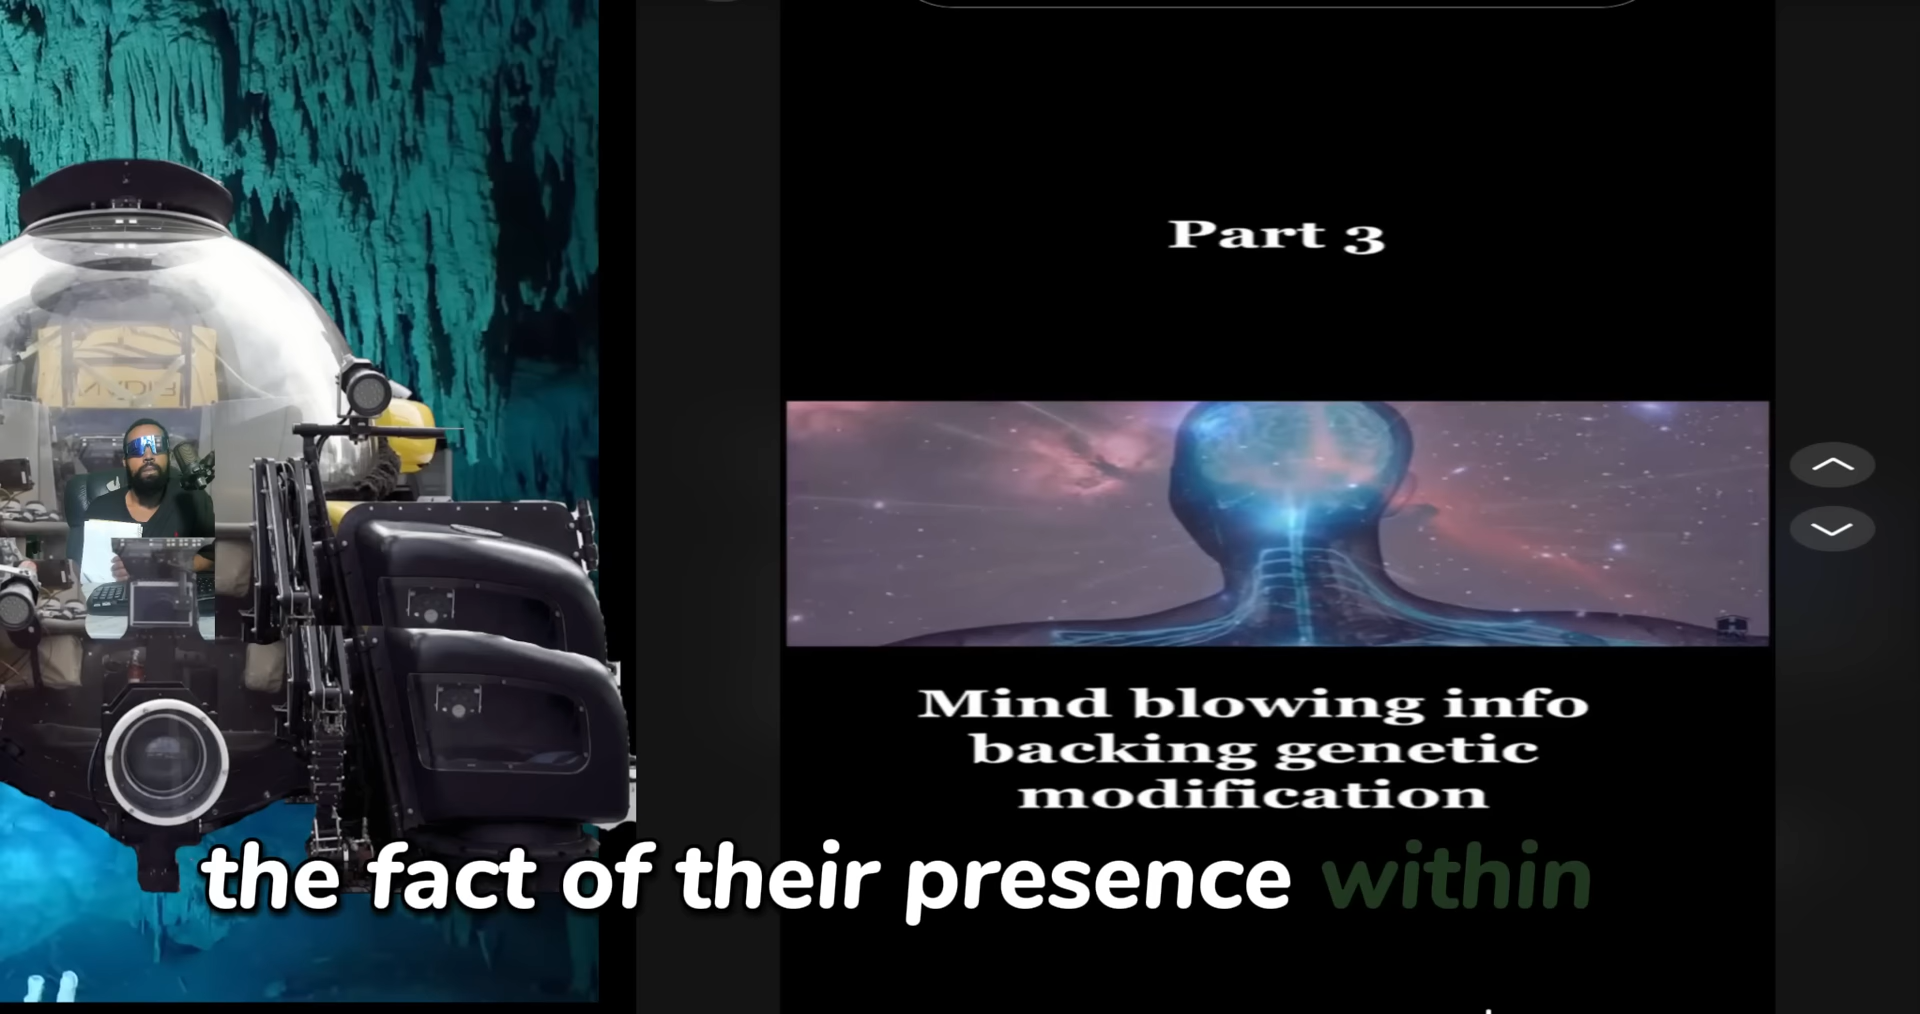 Part 3
Mind blowing info
backing genetic
modification
the fact of their presence within